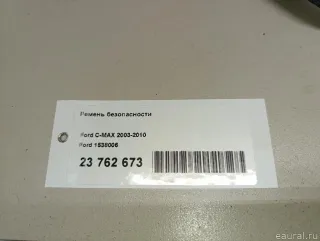 Ремень безопасности
Ford C-MAX 2003-2010
Ford 1538006
23 762 673
eaural.ru